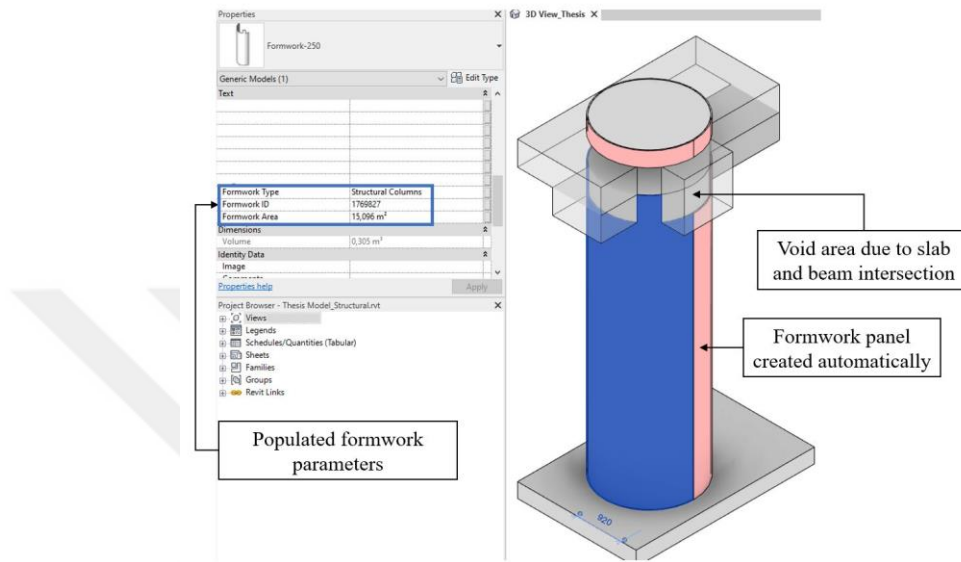 Properties
3D View_Thesis
Formwork-250
Generic Models (1)
Edit Type
Text
Formwork Type Structural Columns
Formwork ID 1769827
Formwork Area 15,096 m²
Dimensions
Volume 0,305 m³
Identity Data
Image
Comments
Properties help
Apply
Project Browser - Thesis Model_Structural.rvt
Views
Legends
Schedules/Quantities (Tabular)
Sheets
Families
Groups
Revit Links
Populated formwork
parameters
Void area due to slab
and beam intersection
Formwork panel
created automatically
920